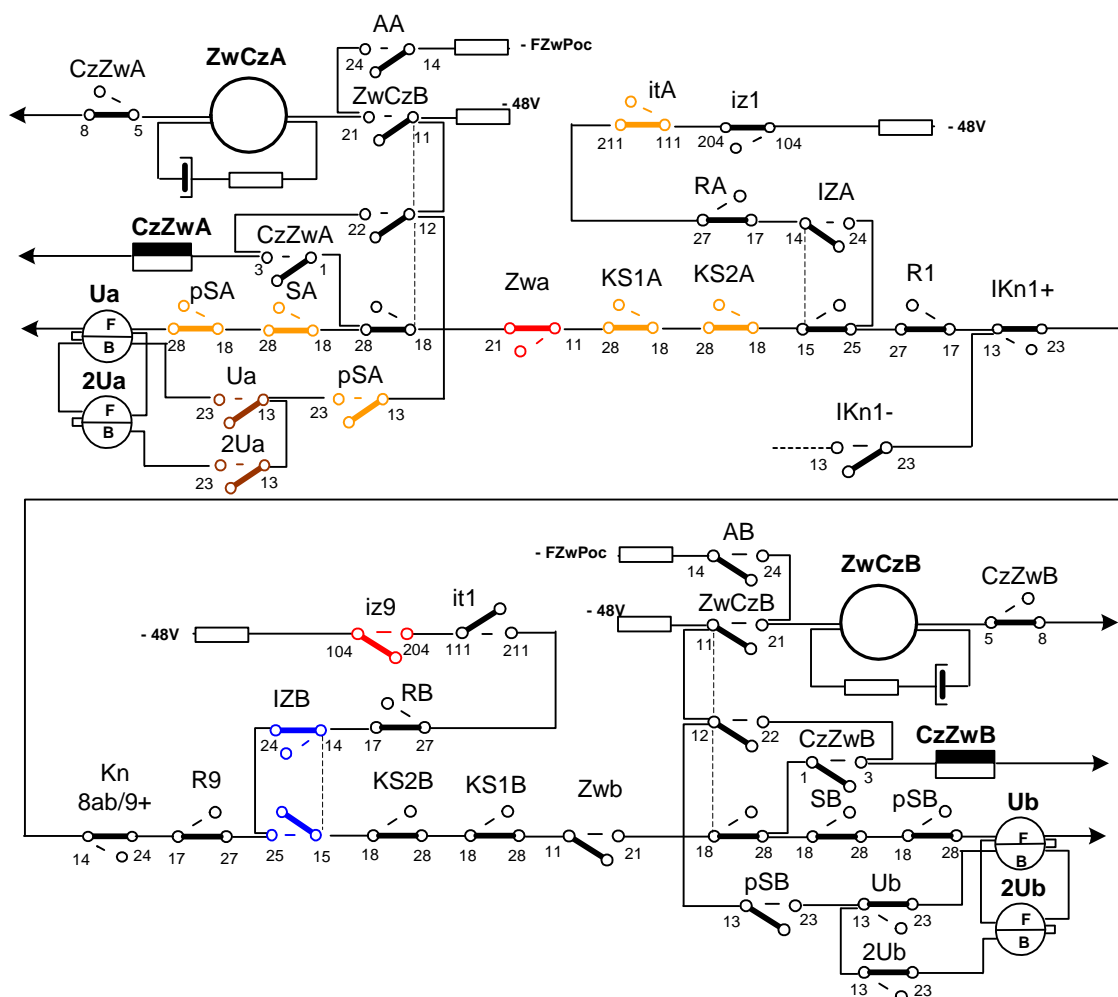 AA
24 14 - FZwPoc
CzZwA ZwCzA
8 5
ZwCzB
21 11 - 48V
itA iz1
211 111 204 104 - 48V
22 12
RA IZA
27 17 14 24
CzZwA CzZwA
3 1
Ua pSA SA
F B
28 18 28 18 28 18
Zwa KS1A KS2A R1 IKn1+
21 11 28 18 28 18 15 25 27 17 13 23
2Ua
F B
Ua pSA
23 13 23 13
2Ua
23 13
IKn1-
13 23
AB
- FZwPoc 14 24
ZwCzB CzZwB
5 8
- 48V ZwCzB
11 21
iz9 it1
- 48V 104 204 111 211
IZB RB
24 14 17 27
12 22
CzZwB CzZwB
1 3
Kn
8ab/9+ R9 KS2B KS1B Zwb
14 24 17 27 25 15 18 28 18 28 11 21
SB pSB Ub
18 28 18 28 18 28
F B
pSB Ub 2Ub
13 23 13 23
F B
2Ub
13 23